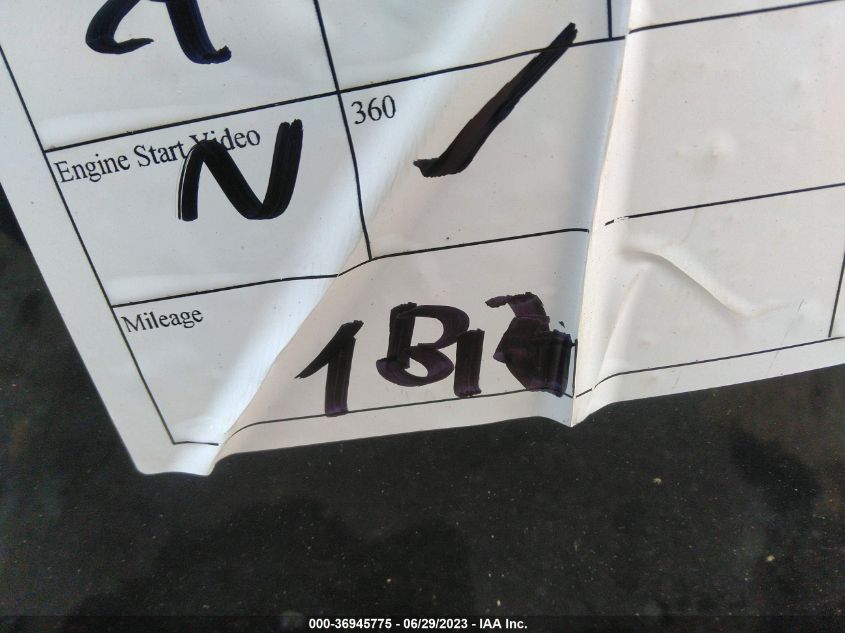 Engine Start Video
360
N
Mileage
000-36945775 - 06/29/2023 - IAA Inc.